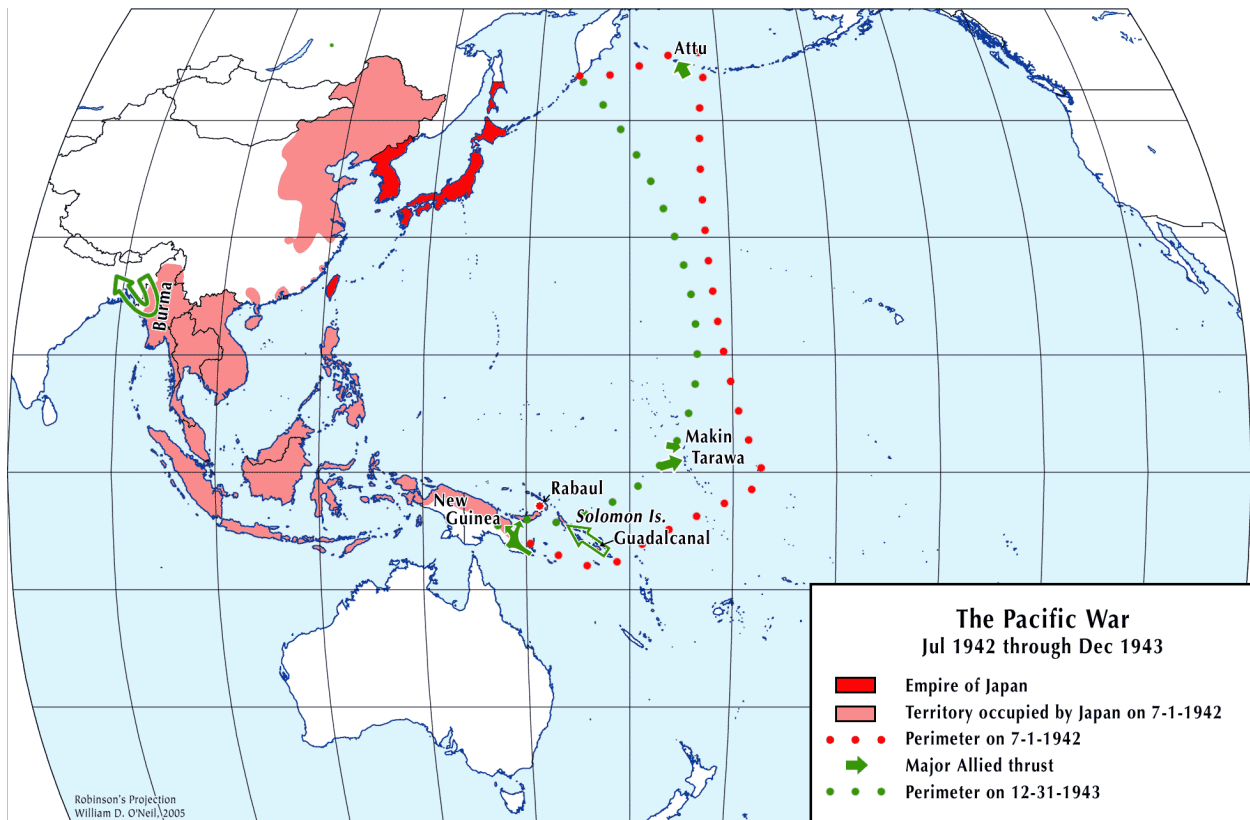 Attu
Burma
Makin
Tarawa
Rabaul
New
Guinea
Solomon Is.
Guadalcanal
The Pacific War
Jul 1942 through Dec 1943
Empire of Japan
Territory occupied by Japan on 7-1-1942
Perimeter on 7-1-1942
Major Allied thrust
Perimeter on 12-31-1943
Robinson's Projection
William D. O'Neil, 2005